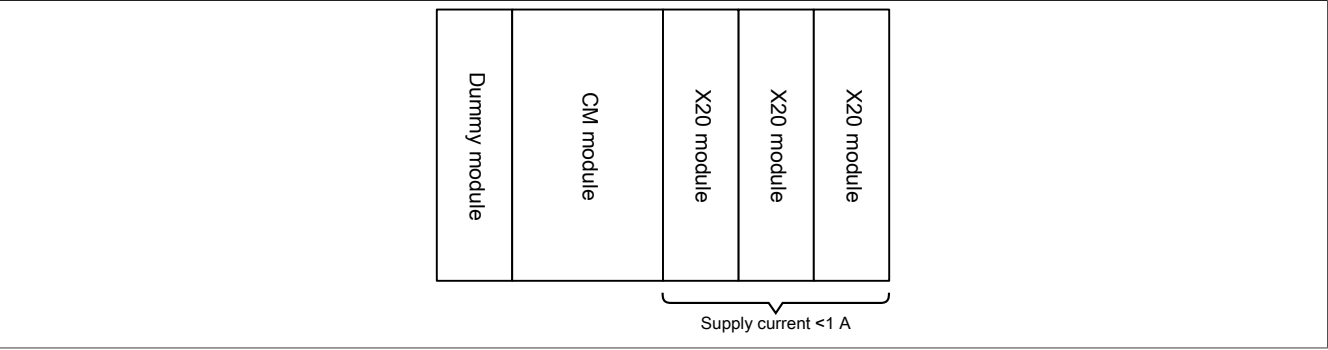 Dummy module
CM module
X20 module
X20 module
X20 module
Supply current <1 A